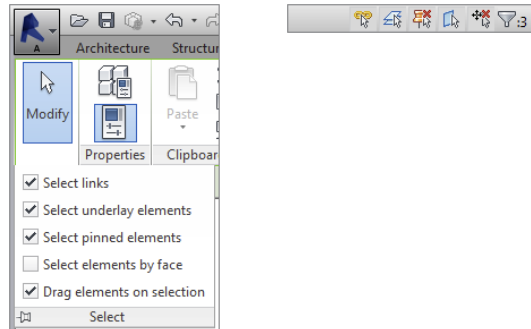 A
Architecture Structur
Modify
Paste
Properties Clipboar
Select links
Select underlay elements
Select pinned elements
Select elements by face
Drag elements on selection
Select
:3